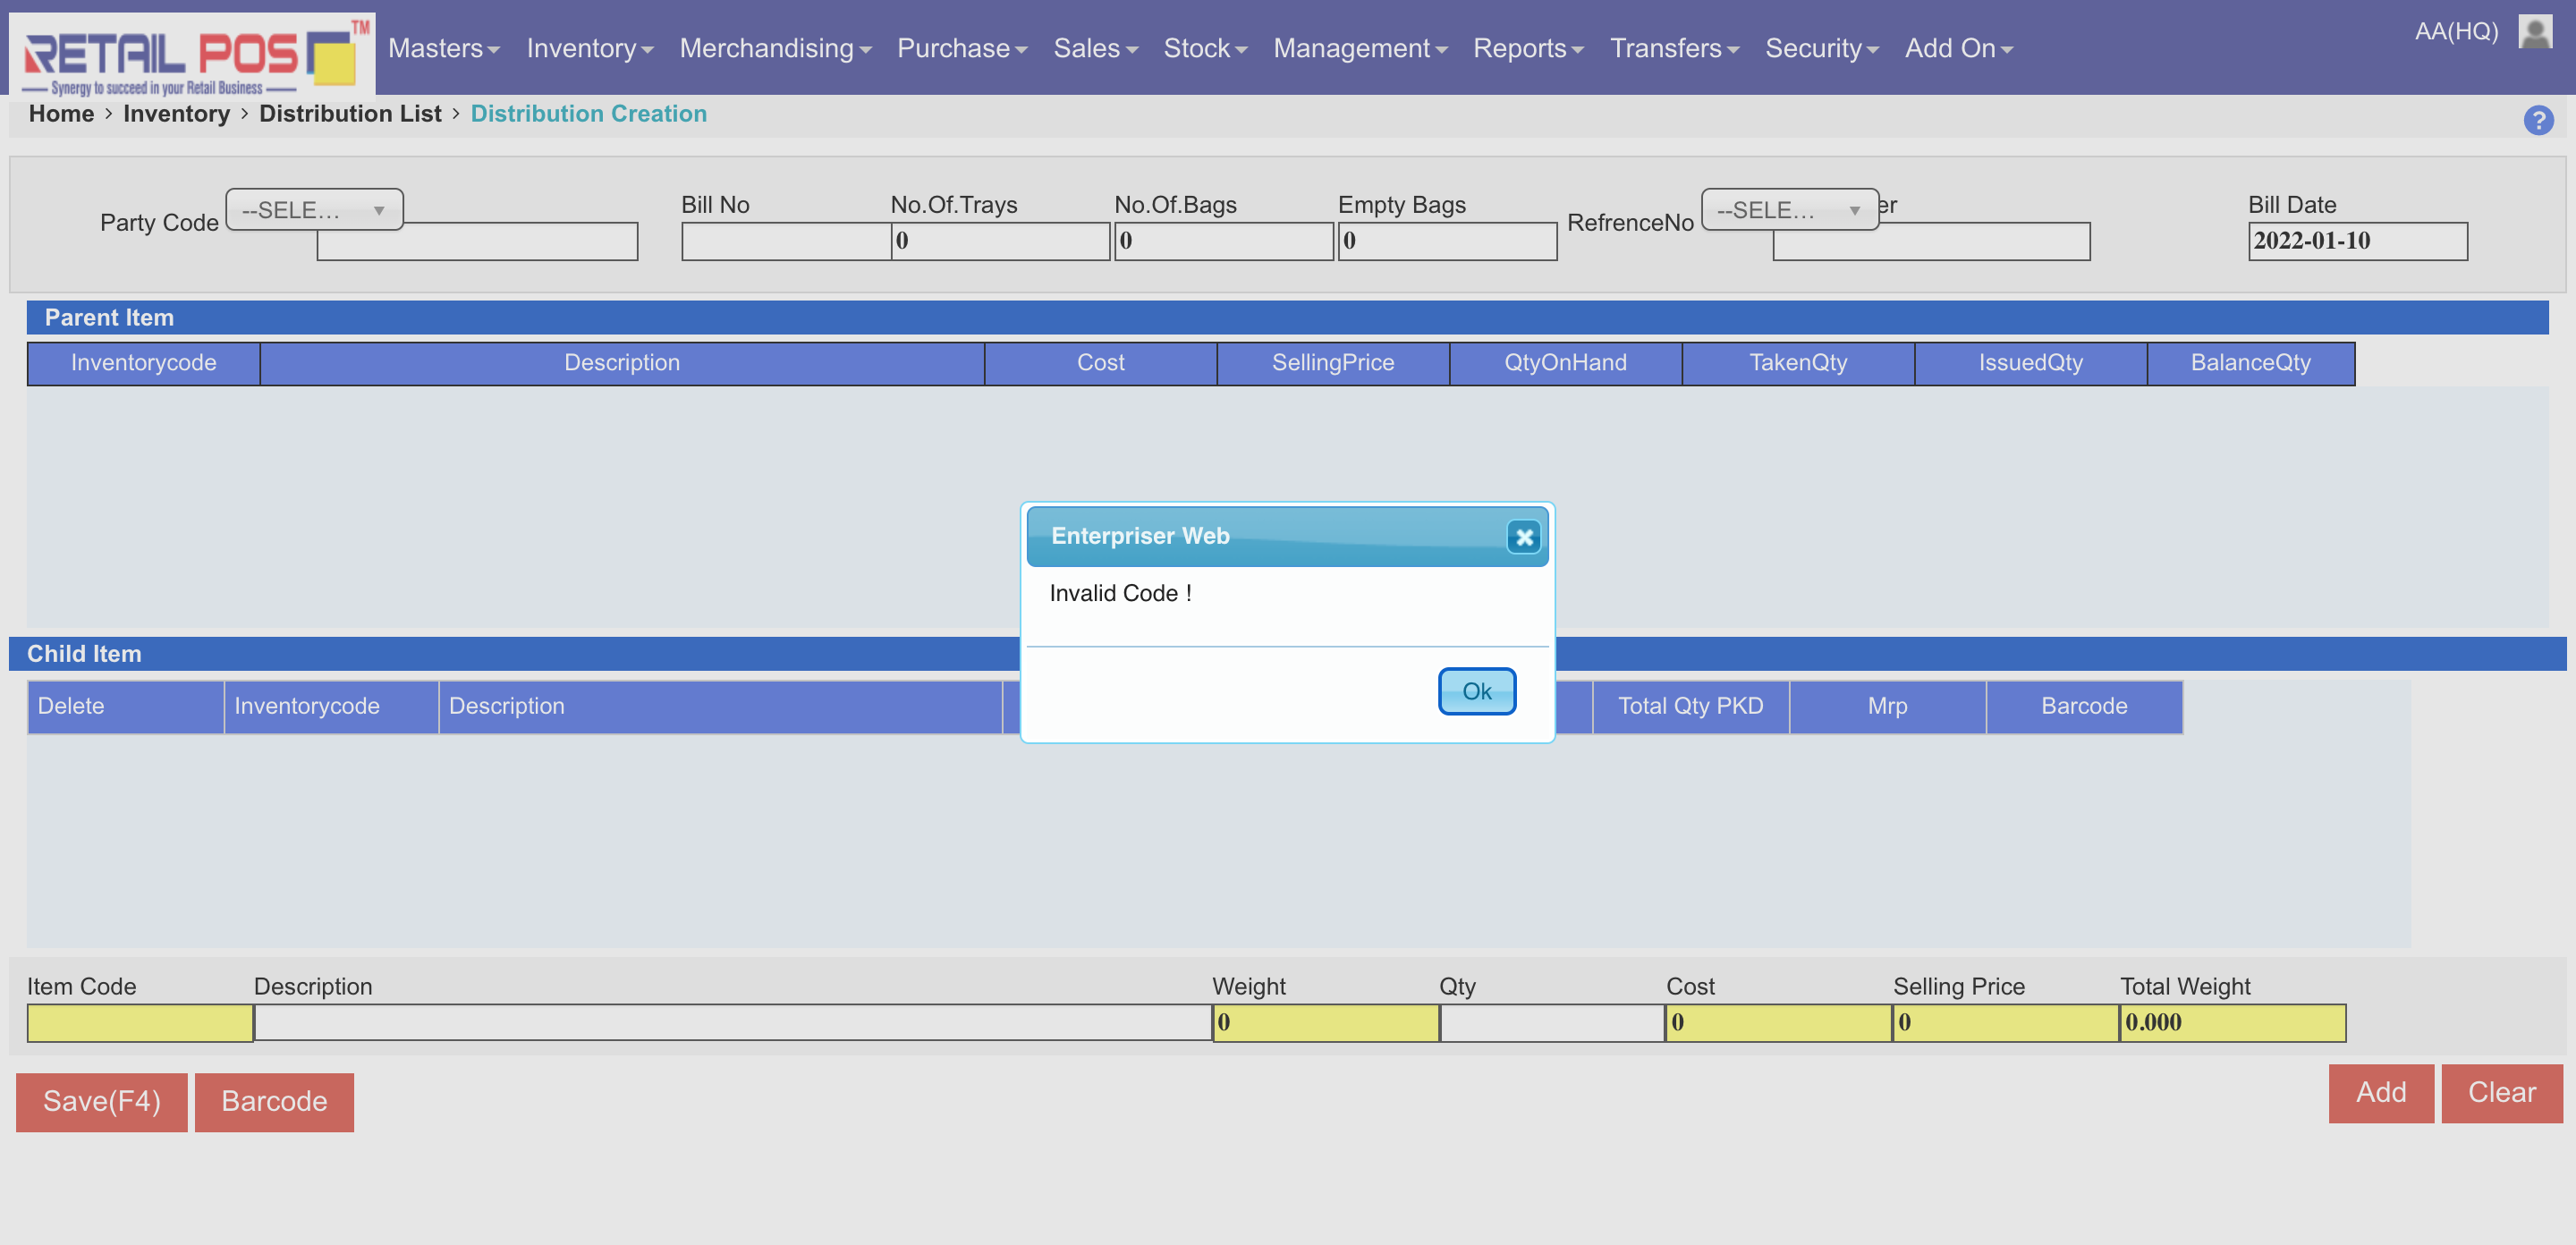 RETAIL POS TM
Synergy to succeed in your Retail Business
Masters Inventory Merchandising Purchase Sales Stock Management Reports Transfers Security Add On
AA(HQ)
Home > Inventory > Distribution List > Distribution Creation
?
Party Code --SELE...
Bill No No.Of.Trays No.Of.Bags Empty Bags
0 0 0
RefrenceNo --SELE... er
Bill Date
2022-01-10
Parent Item
Inventorycode Description Cost SellingPrice QtyOnHand TakenQty IssuedQty BalanceQty
Enterpriser Web
Invalid Code !
Ok
Child Item
Delete Inventorycode Description Total Qty PKD Mrp Barcode
Item Code Description Weight Qty Cost Selling Price Total Weight
0 0 0 0.000
Save(F4) Barcode Add Clear